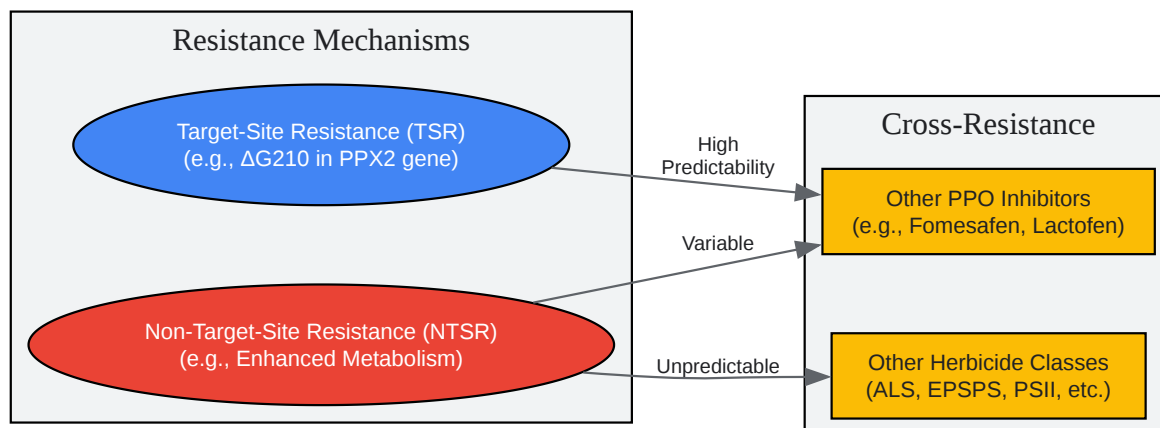 Resistance Mechanisms
Target-Site Resistance (TSR)
(e.g., ΔG210 in PPX2 gene)
Non-Target-Site Resistance (NTSR)
(e.g., Enhanced Metabolism)
High
Predictability
Variable
Unpredictable
Cross-Resistance
Other PPO Inhibitors
(e.g., Fomesafen, Lactofen)
Other Herbicide Classes
(ALS, EPSPS, PSII, etc.)